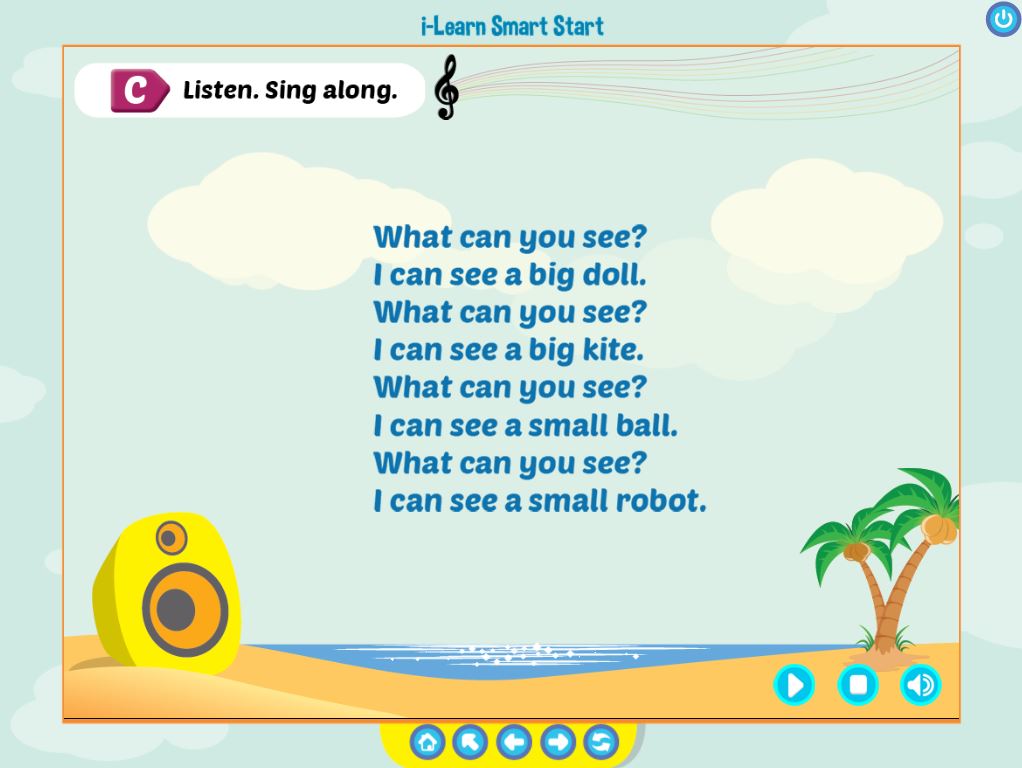 i-Learn Smart Start
C Listen. Sing along.
What can you see?
I can see a big doll.
What can you see?
I can see a big kite.
What can you see?
I can see a small ball.
What can you see?
I can see a small robot.